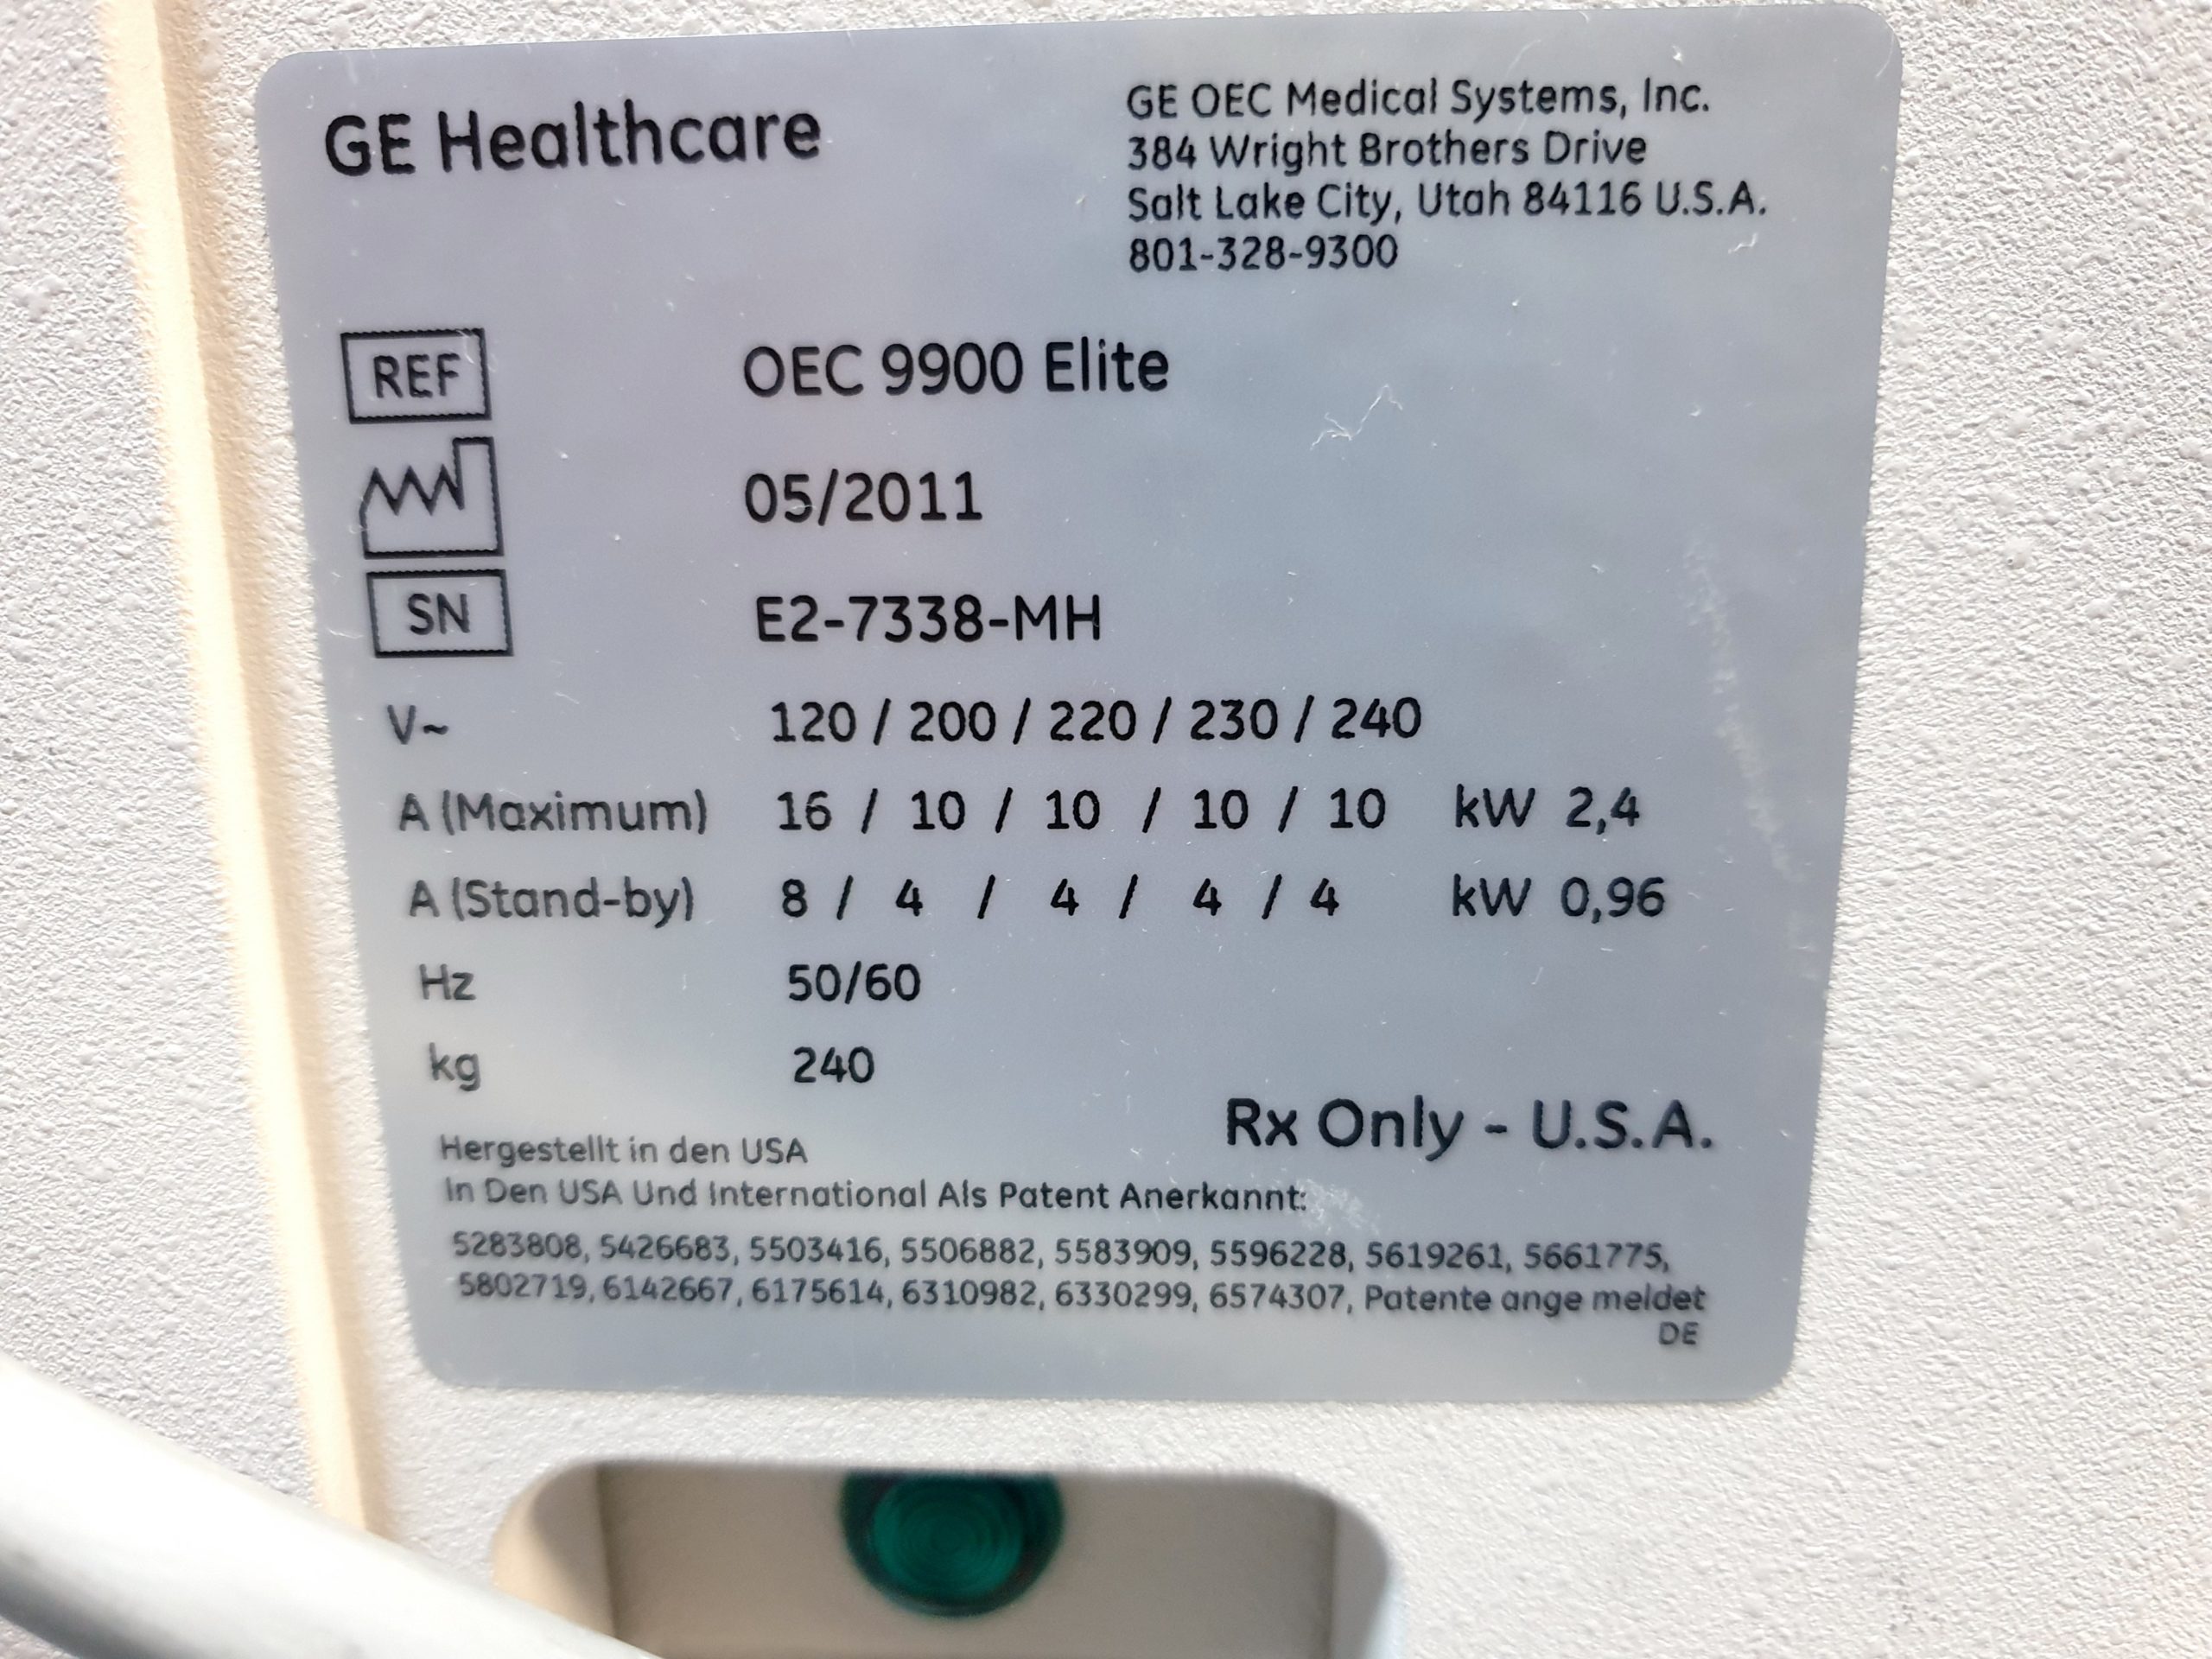 GE Healthcare
GE OEC Medical Systems, Inc.
384 Wright Brothers Drive
Salt Lake City, Utah 84116 U.S.A.
801-328-9300
REF OEC 9900 Elite
05/2011
SN E2-7338-MH
V~ 120 / 200 / 220 / 230 / 240
A (Maximum) 16 / 10 / 10 / 10 / 10 kW 2,4
A (Stand-by) 8 / 4 / 4 / 4 / 4 kW 0,96
Hz 50/60
kg 240
Rx Only - U.S.A.
Hergestellt in den USA
In Den USA Und International Als Patent Anerkannt:
5283808, 5426683, 5503416, 5506882, 5583909, 5596228, 5619261, 5661775,
5802719, 6142667, 6175614, 6310982, 6330299, 6574307, Patente ange meldet
DE